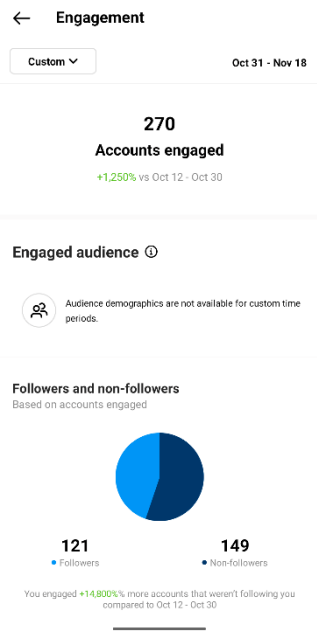 Engagement
Custom
Oct 31 - Nov 18
270
Accounts engaged
+1,250% vs Oct 12 - Oct 30
Engaged audience
Audience demographics are not available for custom time
periods.
Followers and non-followers
Based on accounts engaged
121
149
Followers
Non-followers
You engaged +14,800%% more accounts that weren't following you
compared to Oct 12 - Oct 30